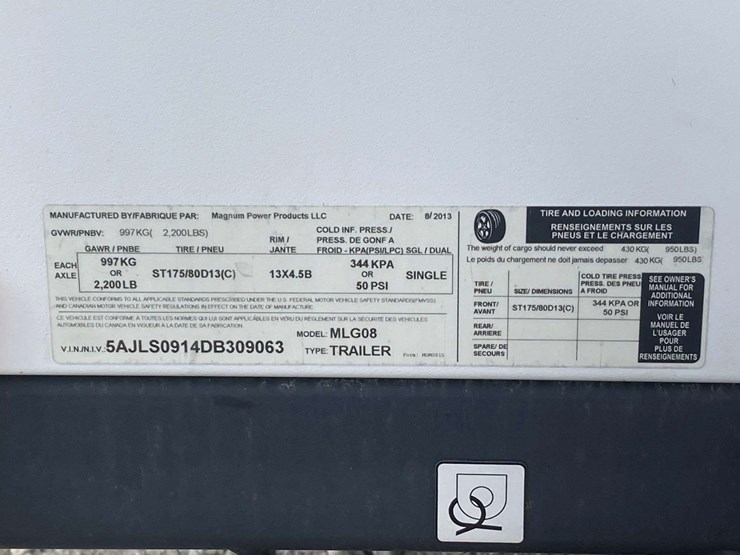 MANUFACTURED BY/FABRIQUE PAR: Magnum Power Products LLC DATE: 8/2013
GVWR/PNBV: 997KG( 2,200LBS)
GAWR / PNBE TIRE / PNEU RIM / JANTE COLD INF. PRESS./ PRESS. DE GONF A FROID - KPA(PSI/LPC) SGL / DUAL
EACH AXLE 997KG OR 2,200LB ST175/80D13(C) 13X4.5B 344 KPA OR 50 PSI SINGLE
THIS VEHICLE CONFORMS TO ALL APPLICABLE STANDARDS PRESCRIBED UNDER THE U.S. FEDERAL MOTOR VEHICLE SAFETY STANDARDS(FMVSS)
AND CANADIAN MOTOR VEHICLE SAFETY REGULATIONS IN EFFECT ON THE DATE OF MANUFACTURE.
CE VEHICULE EST CONFORME A TOUTES LES NORMES QUI LUI SONT APPLICABLES EN VERTU DU REGLEMENT SUR LA SECURITE DES VEHICULES
AUTOMOBILES DU CANADA EN VIGUEUR A LA DATE DE SA FABRICATION
MODEL: MLG08
V.I.N./N.I.V. 5AJLS0914DB309063 TYPE: TRAILER
Form:
TIRE AND LOADING INFORMATION
RENSEIGNEMENTS SUR LES
PNEUS ET LE CHARGEMENT
The weight of cargo should never exceed 430 KG( 950LBS)
Le poids du chargement ne doit jamais depasser 430 KG( 950LBS
TIRE / PNEU SIZE/ DIMENSIONS COLD TIRE PRESS PRESS. DES PNEU A FROID
FRONT/ AVANT ST175/80D13(C) 344 KPA OR 50 PSI
REAR/ ARRIERE
SPARE/ DE SECOURS
SEE OWNER'S
MANUAL FOR
ADDITIONAL
INFORMATION
VOIR LE
MANUEL DE
L'USAGER
POUR
PLUS DE
RENSEIGNEMENTS